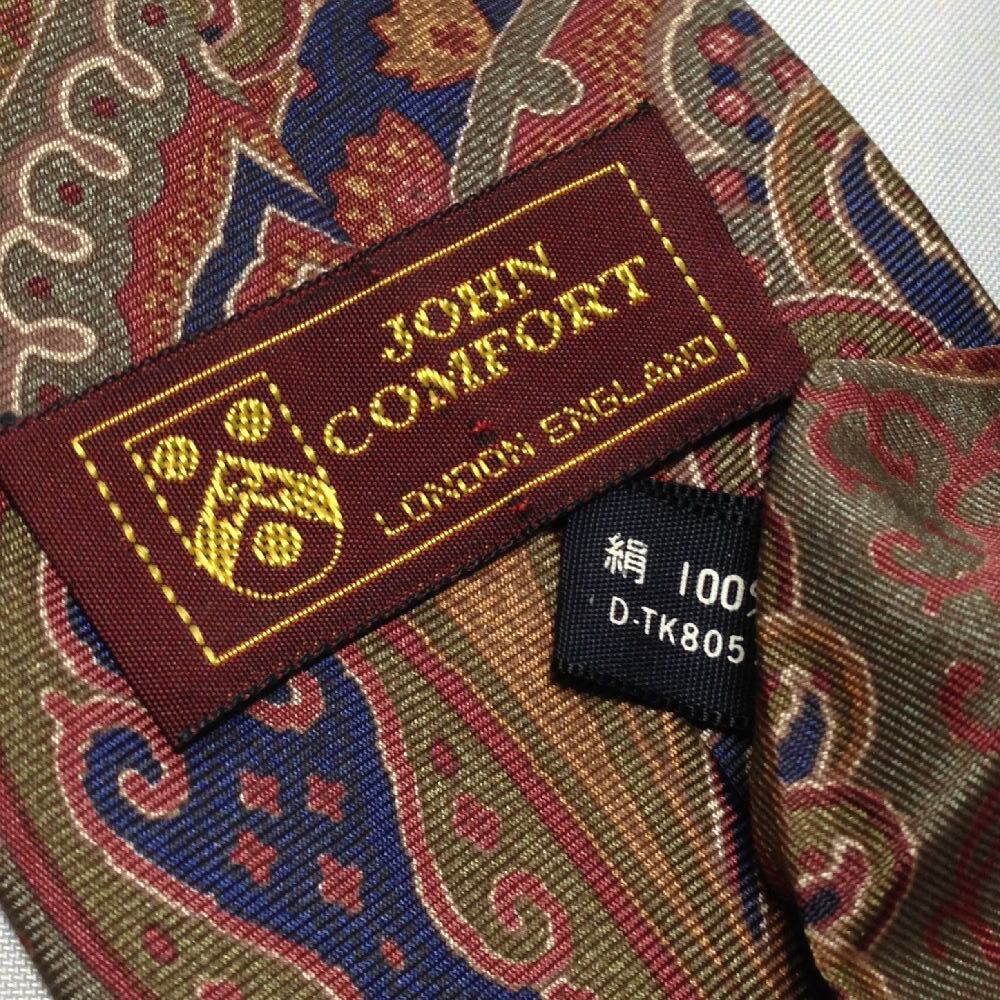 JOHN
COMFORT
LONDON ENGLAND
絹 100%
D-TK805